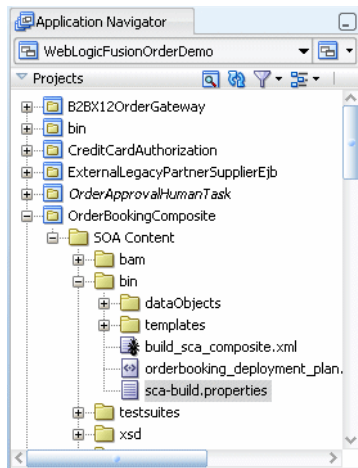 Application Navigator
WebLogicFusionOrderDemo
Projects
B2BX12OrderGateway
bin
CreditCardAuthorization
ExternalLegacyPartnerSupplierEjb
OrderApprovalHumanTask
OrderBookingComposite
SOA Content
bam
bin
dataObjects
templates
build_sca_composite.xml
orderbooking_deployment_plan.
sca-build.properties
testsuites
xsd